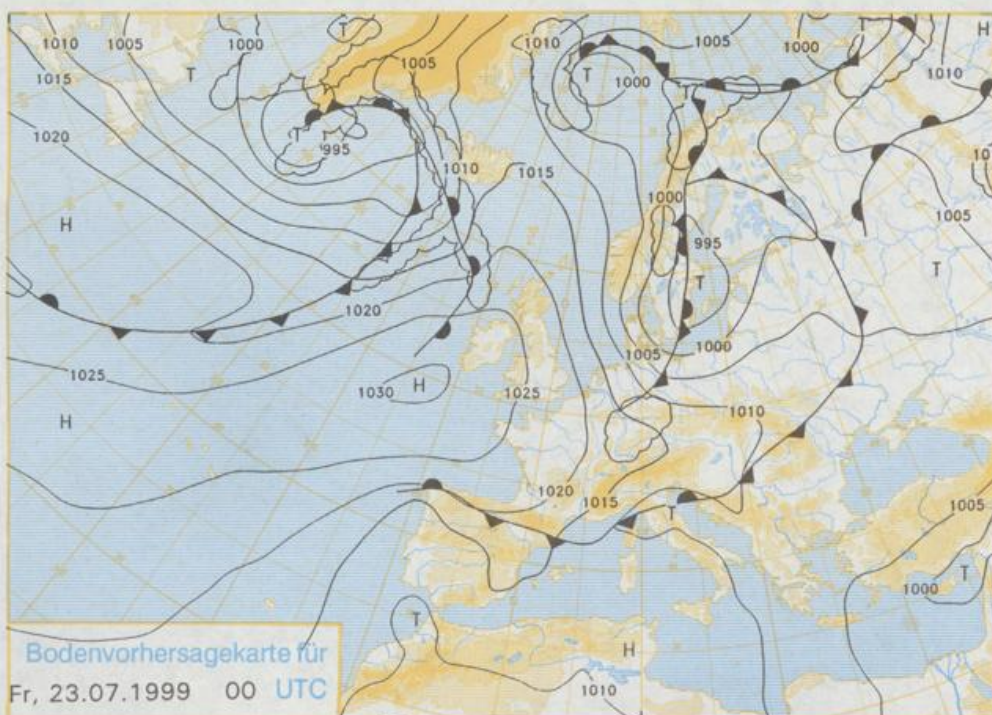 1010 1005 1000 T 1005 1010 1005 1000 T H
1015 T T 1000 1010
1020 T T 995 1010 1015
H 1000 995 1005
T T
1020 1005 1000
1025 1030 H 1025
H 1010
1020 1015
T 1005
T 1000
T
H
1010
Bodenvorhersagekarte für
Fr, 23.07.1999 00 UTC